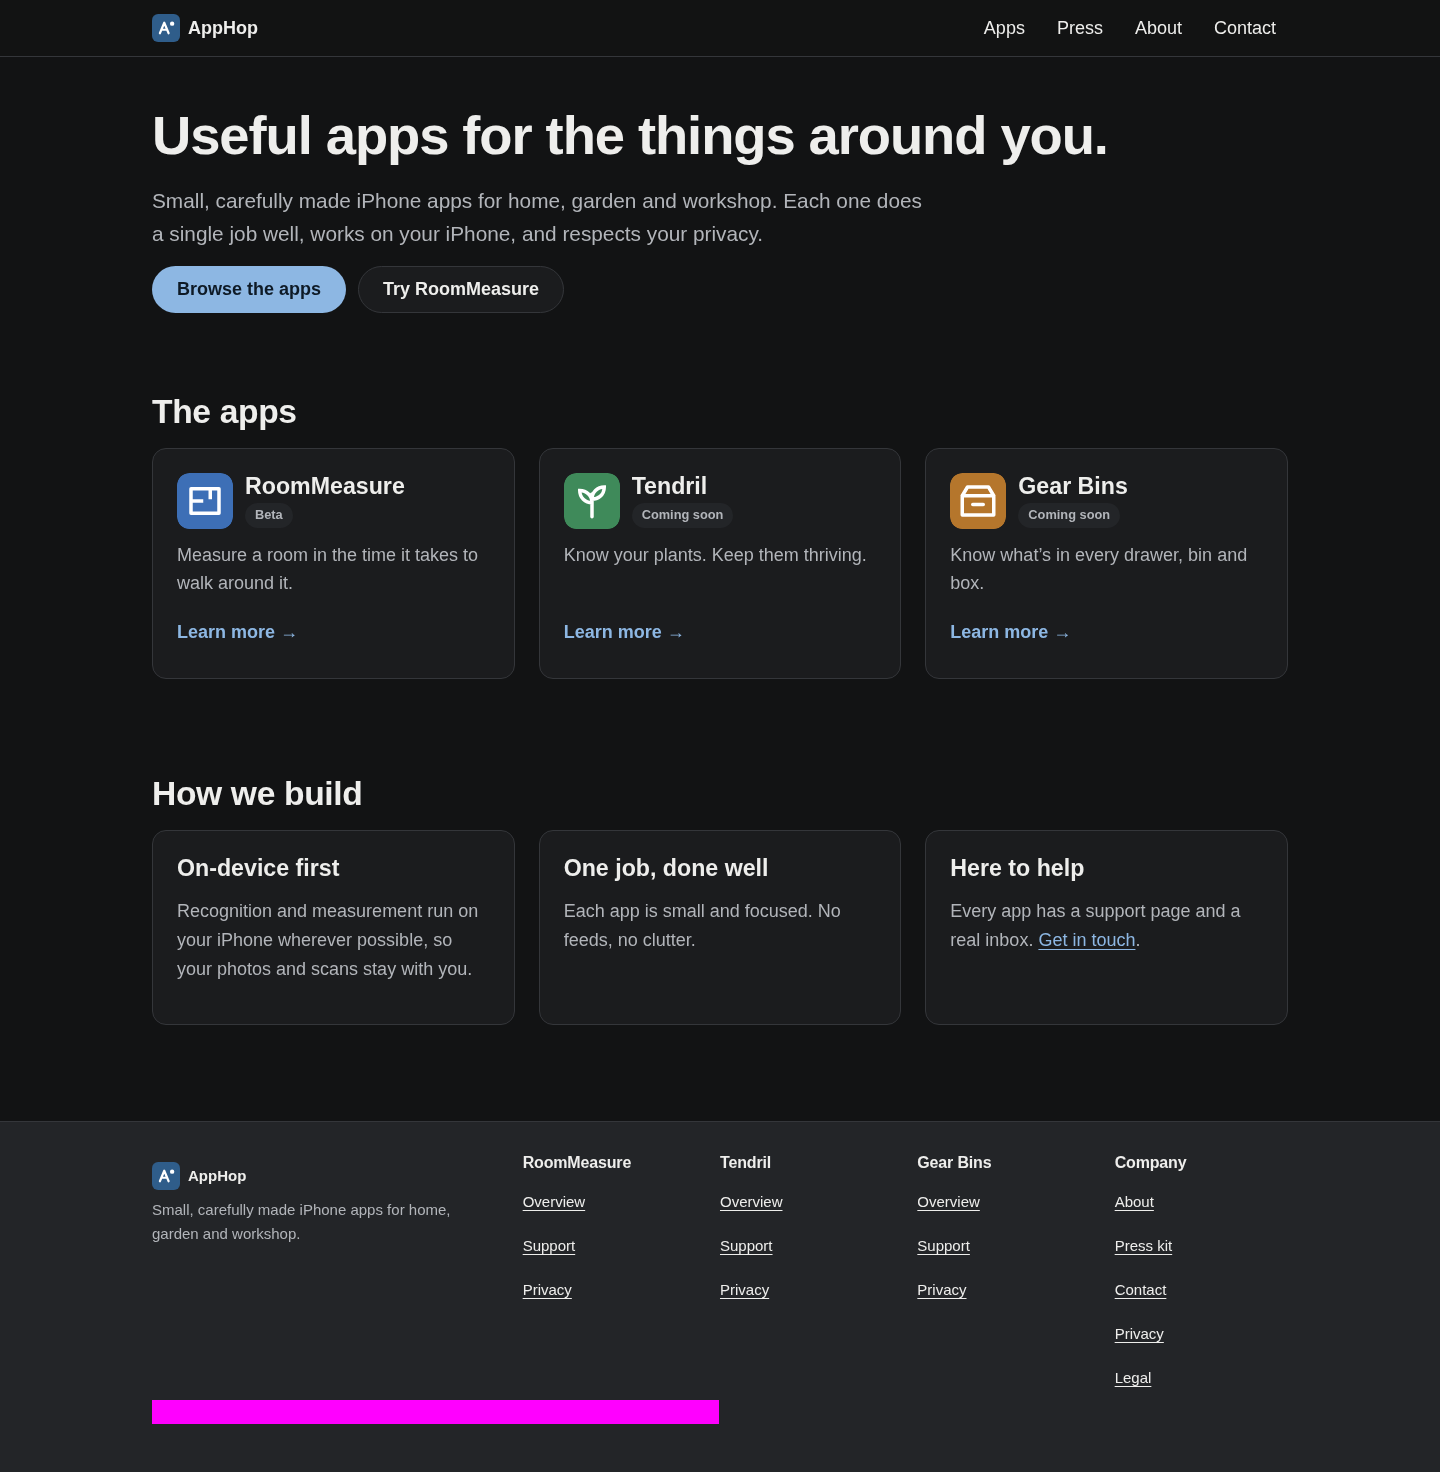 AppHop
Apps
Press
About
Contact
Useful apps for the things around you.
Small, carefully made iPhone apps for home, garden and workshop. Each one does
a single job well, works on your iPhone, and respects your privacy.
Browse the apps
Try RoomMeasure
The apps
RoomMeasure
Beta
Measure a room in the time it takes to
walk around it.
Learn more →
Tendril
Coming soon
Know your plants. Keep them thriving.
Learn more →
Gear Bins
Coming soon
Know what's in every drawer, bin and
box.
Learn more →
How we build
On-device first
Recognition and measurement run on
your iPhone wherever possible, so
your photos and scans stay with you.
One job, done well
Each app is small and focused. No
feeds, no clutter.
Here to help
Every app has a support page and a
real inbox. Get in touch.
AppHop
Small, carefully made iPhone apps for home,
garden and workshop.
RoomMeasure
Overview
Support
Privacy
Tendril
Overview
Support
Privacy
Gear Bins
Overview
Support
Privacy
Company
About
Press kit
Contact
Privacy
Legal